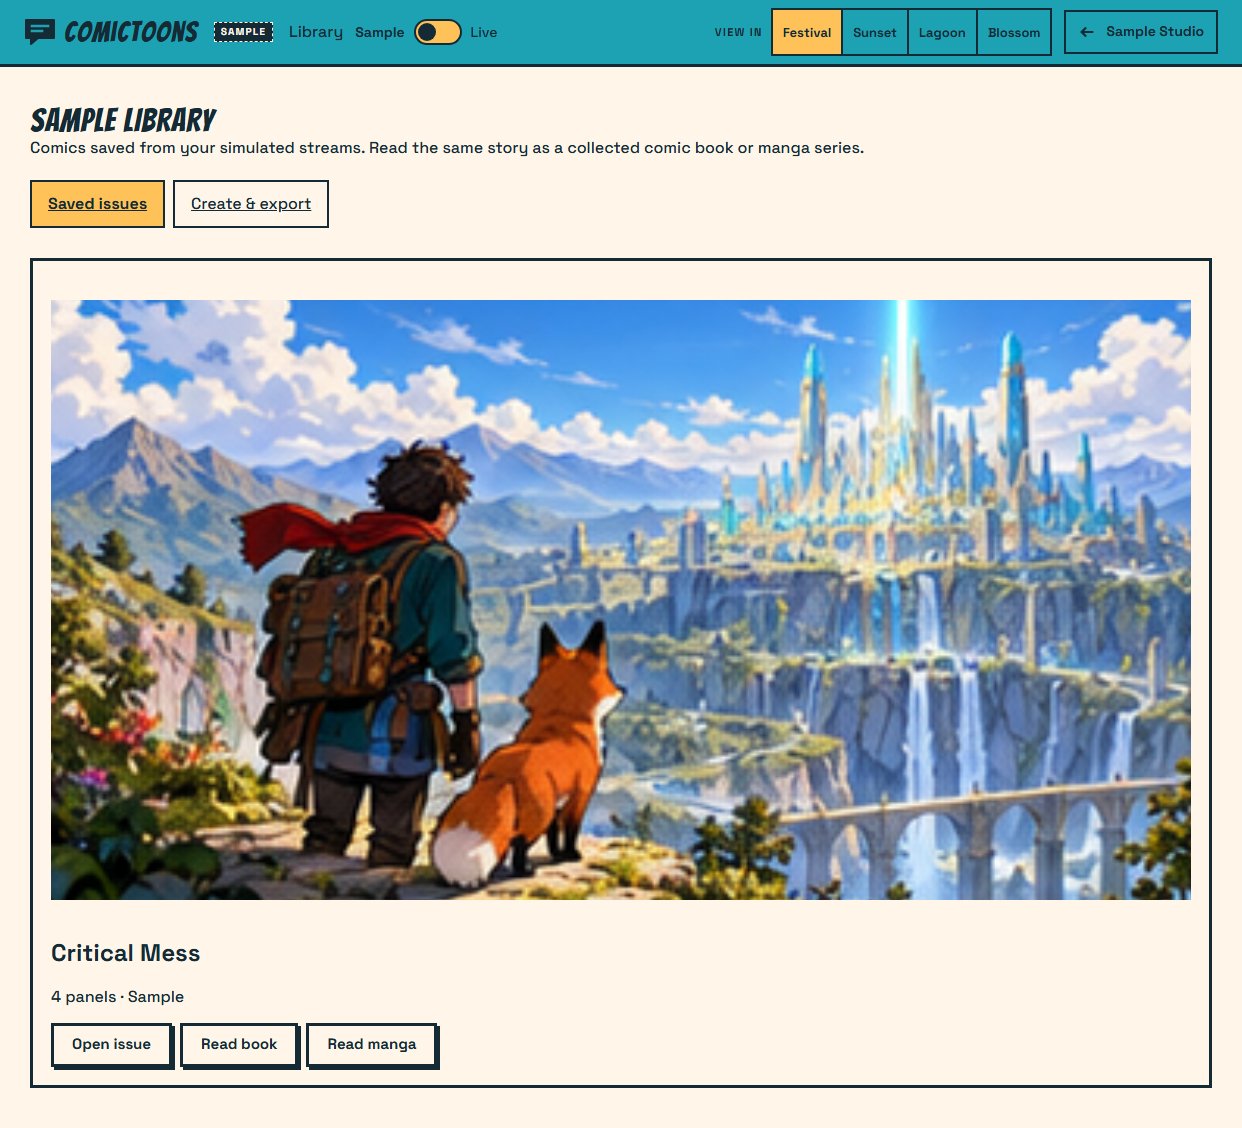 COMICTOONS SAMPLE Library Sample Live VIEW IN Festival Sunset Lagoon Blossom ← Sample Studio
SAMPLE LIBRARY
Comics saved from your simulated streams. Read the same story as a collected comic book or manga series.
Saved issues Create & export
Critical Mess
4 panels · Sample
Open issue Read book Read manga